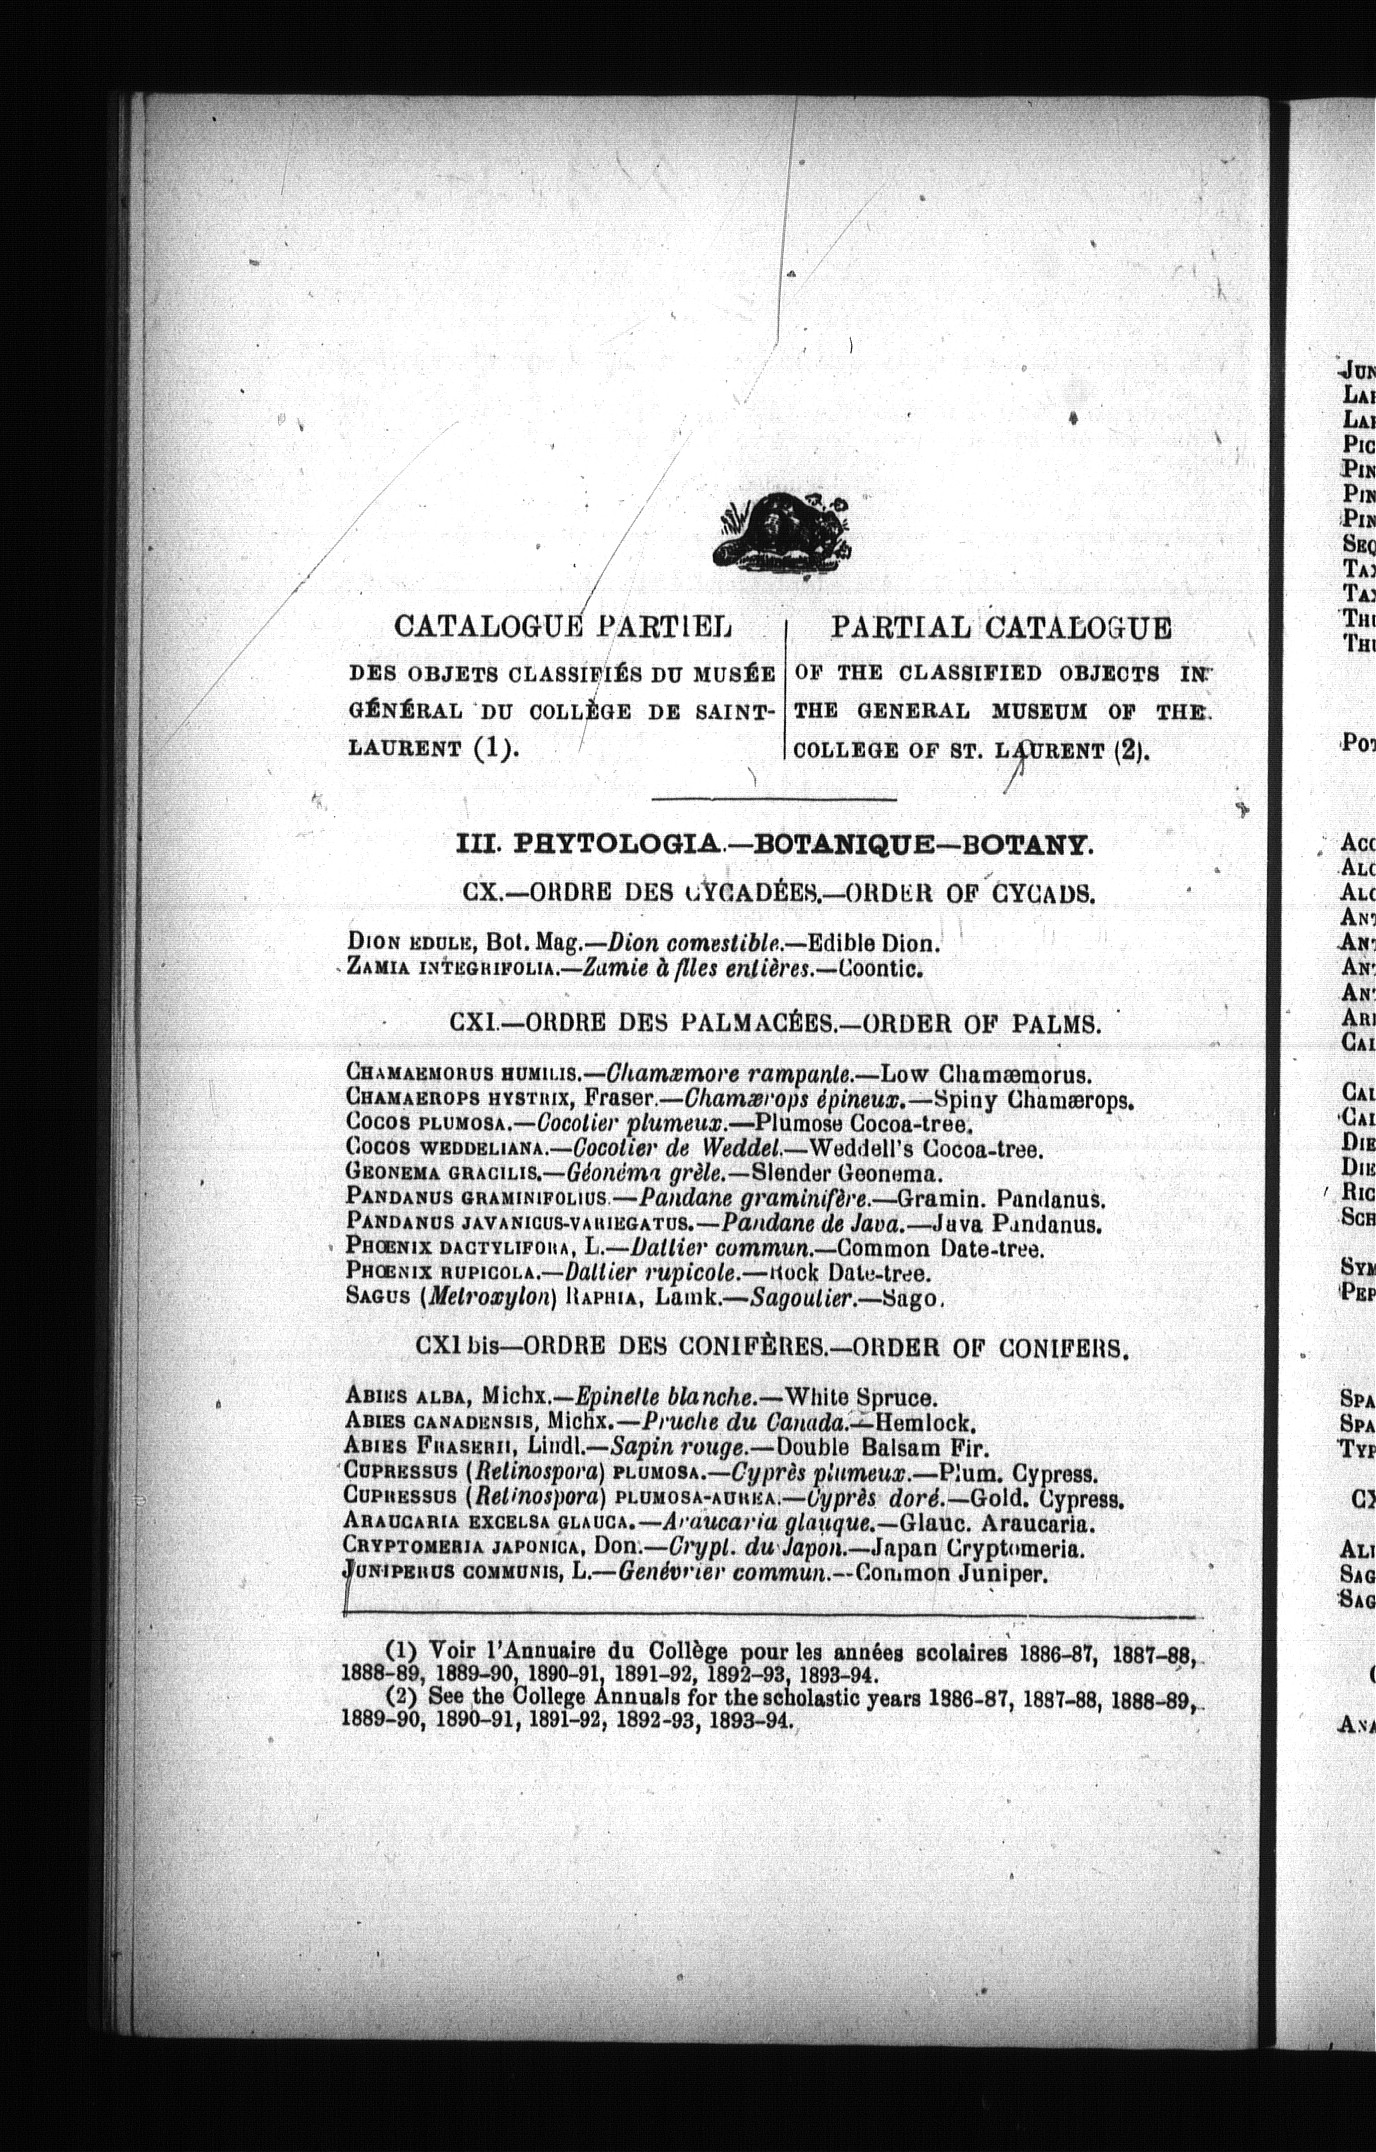 CATALOGUE PARTIEL
DES OBJETS CLASSIFIÉS DU MUSÉE
GÉNÉRAL DU COLLÈGE DE SAINT-
LAURENT (1).
PARTIAL CATALOGUE
OF THE CLASSIFIED OBJECTS IN
THE GENERAL MUSEUM OF THE
COLLEGE OF ST. LAURENT (2).
III. PHYTOLOGIA.—BOTANIQUE—BOTANY.
CX.—ORDRE DES CYCADÉES.—ORDER OF CYCADS.
DION EDULE, Bot. Mag.—Dion comestible.—Edible Dion.
ZAMIA INTEGRIFOLIA.—Zamie à flles entières.—Coontic.
CXI.—ORDRE DES PALMACÉES.—ORDER OF PALMS.
CHAMAEMORUS HUMILIS.—Chamæmore rampante.—Low Chamæmorus.
CHAMAEROPS HYSTRIX, Fraser.—Chamærops épineux.—Spiny Chamærops.
COCOS PLUMOSA.—Cocotier plumeux.—Plumose Cocoa-tree.
COCOS WEDDELIANA.—Cocotier de Weddel.—Weddell's Cocoa-tree.
GEONEMA GRACILIS.—Géonéma grèle.—Slender Geonema.
PANDANUS GRAMINIFOLIUS.—Pandane graminifère.—Gramin. Pandanus.
PANDANUS JAVANICUS-VARIEGATUS.—Pandane de Java.—Java Pandanus.
PHŒNIX DACTYLIFORA, L.—Dattier commun.—Common Date-tree.
PHŒNIX RUPICOLA.—Dattier rupicole.—Rock Date-tree.
SAGUS (Metroxylon) RAPHIA, Lamk.—Sagoutier.—Sago.
CXI bis—ORDRE DES CONIFÈRES.—ORDER OF CONIFERS.
ABIES ALBA, Michx.—Epinette blanche.—White Spruce.
ABIES CANADENSIS, Michx.—Pruche du Canada.—Hemlock.
ABIES FRASERII, Lindl.—Sapin rouge.—Double Balsam Fir.
CUPRESSUS (Retinospora) PLUMOSA.—Cyprès plumeux.—Plum. Cypress.
CUPRESSUS (Retinospora) PLUMOSA-AUREA.—Cyprès doré.—Gold. Cypress.
ARAUCARIA EXCELSA GLAUCA.—Araucaria glauque.—Glauc. Araucaria.
CRYPTOMERIA JAPONICA, Don.—Crypt. du Japon.—Japan Cryptomeria.
JUNIPERUS COMMUNIS, L.—Genévrier commun.—Common Juniper.
(1) Voir l'Annuaire du Collège pour les années scolaires 1886-87, 1887-88,
1888-89, 1889-90, 1890-91, 1891-92, 1892-93, 1893-94.
(2) See the College Annuals for the scholastic years 1886-87, 1887-88, 1888-89,
1889-90, 1890-91, 1891-92, 1892-93, 1893-94.